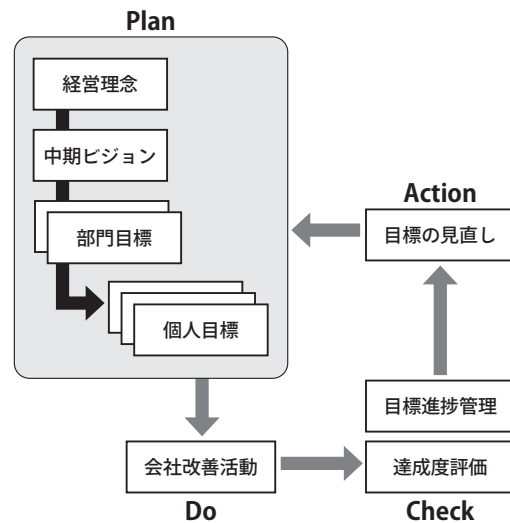 Plan
経営理念
中期ビジョン
部門目標
個人目標
Action
目標の見直し
目標進捗管理
達成度評価
Check
会社改善活動
Do